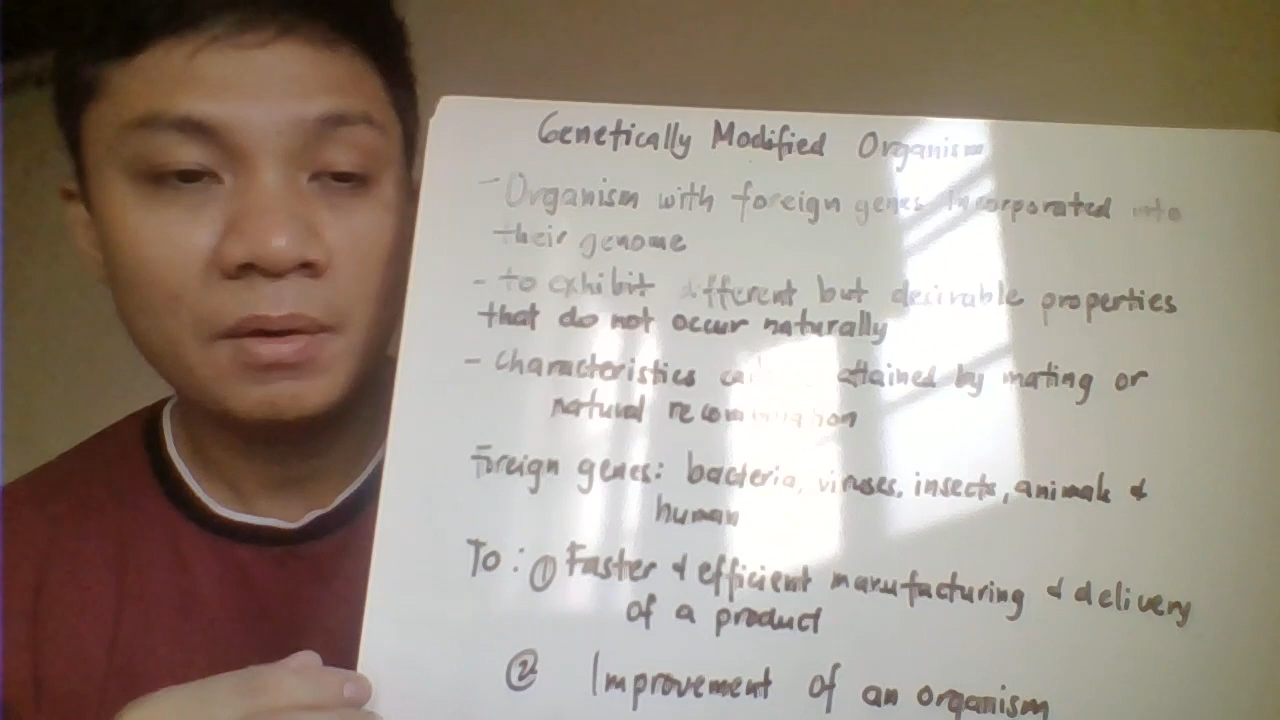 Genetically Modified Organism
- Organism with foreign genes incorporated into
their genome
- to exhibit different but desirable properties
that do not occur naturally
- Characteristics attained by mating or
natural
Foreign genes: bacteria, viruses, insects, animals &
human
To: ① Faster & efficient manufacturing & delivery
of a product
② Improvement of an organism